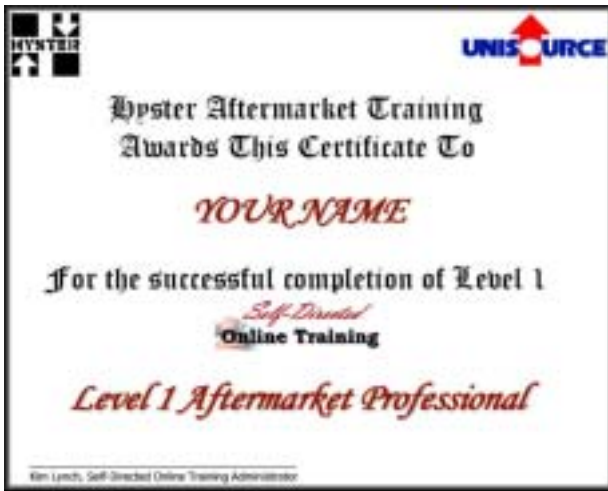 HYSTER
UNISOURCE
Hyster Aftermarket Training
Awards This Certificate To
YOUR NAME
For the successful completion of Level 1
Self-Directed
Online Training
Level 1 Aftermarket Professional
Kim Lynch, Self-Directed Online Training Administrator